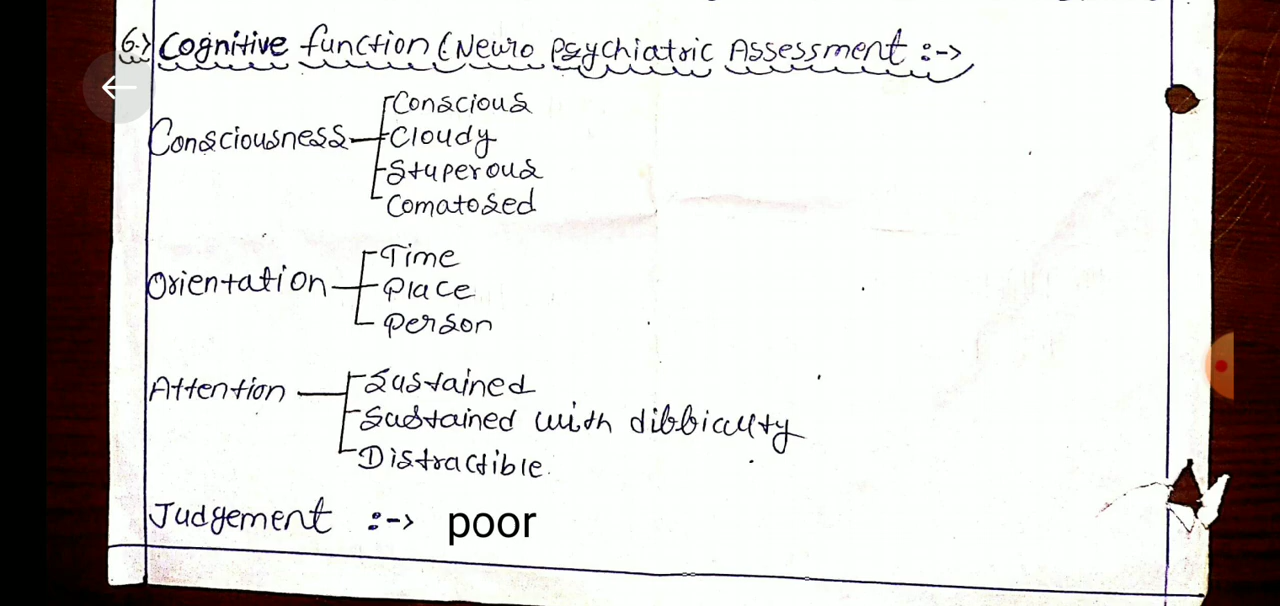 6.) Cognitive function (Neuro Psychiatric Assessment :->
Conscious
Consciousness
Cloudy
Stuperous
Comatosed
Time
Orientation
Place
Person
Attention
Sustained
Sustained with difficulty
Distractible.
Judgement :-> poor